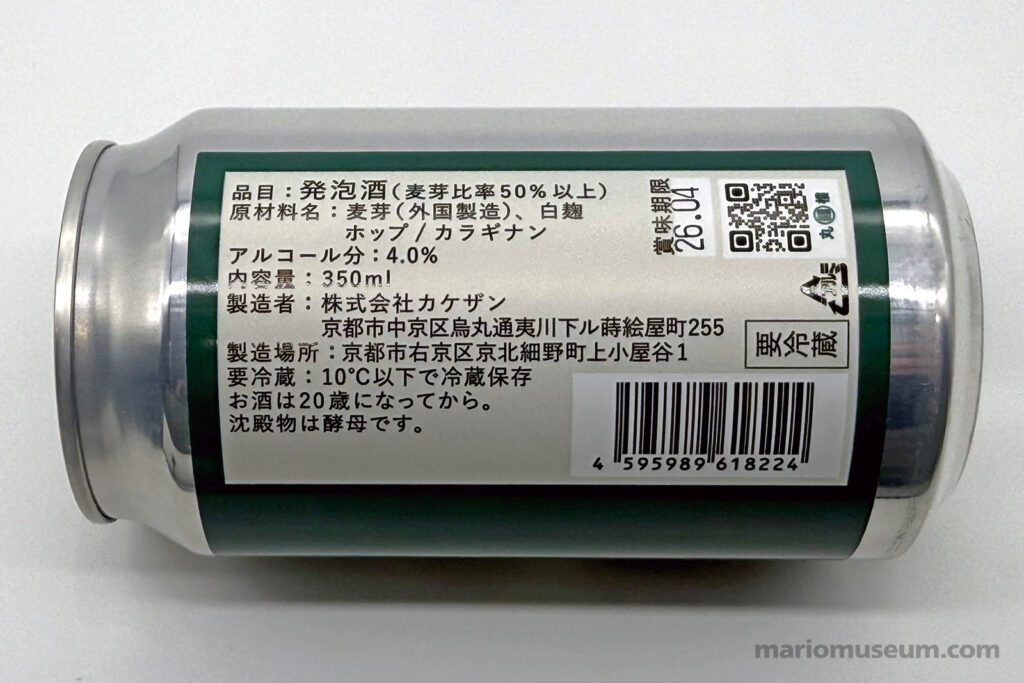 品目：発泡酒（麦芽比率50％以上）
原材料名：麦芽（外国製造）、白麹
ホップ / カラギナン
アルコール分：4.0%
内容量：350ml
製造者：株式会社カケザン
京都市中京区烏丸通夷川下ル蒔絵屋町255
製造場所：京都市右京区京北細野町上小屋谷1
要冷蔵：10℃以下で冷蔵保存
お酒は20歳になってから。
沈殿物は酵母です。
賞味期限
26.04
アルミ
要冷蔵
4 595989 618224
mariomuseum.com